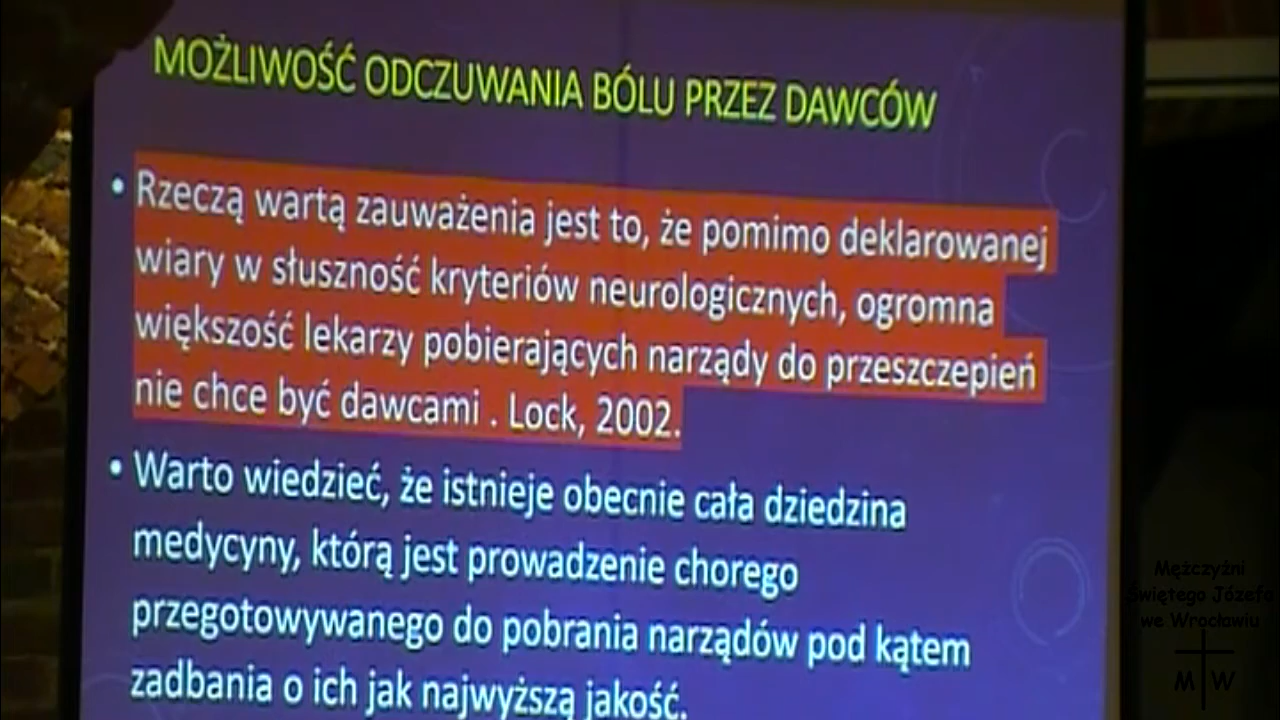 MOŻLIWOŚĆ ODCZUWANIA BÓLU PRZEZ DAWCÓW
• Rzeczą wartą zauważenia jest to, że pomimo deklarowanej
wiary w słuszność kryteriów neurologicznych, ogromna
większość lekarzy pobierających narządy do przeszczepień
nie chce być dawcami . Lock, 2002.
• Warto wiedzieć, że istnieje obecnie cała dziedzina
medycyny, którą jest prowadzenie chorego
przegotowywanego do pobrania narządów pod kątem
zadbania o ich jak najwyższą jakość.
Mężczyźni
Świętego Józefa
we Wrocławiu
M W